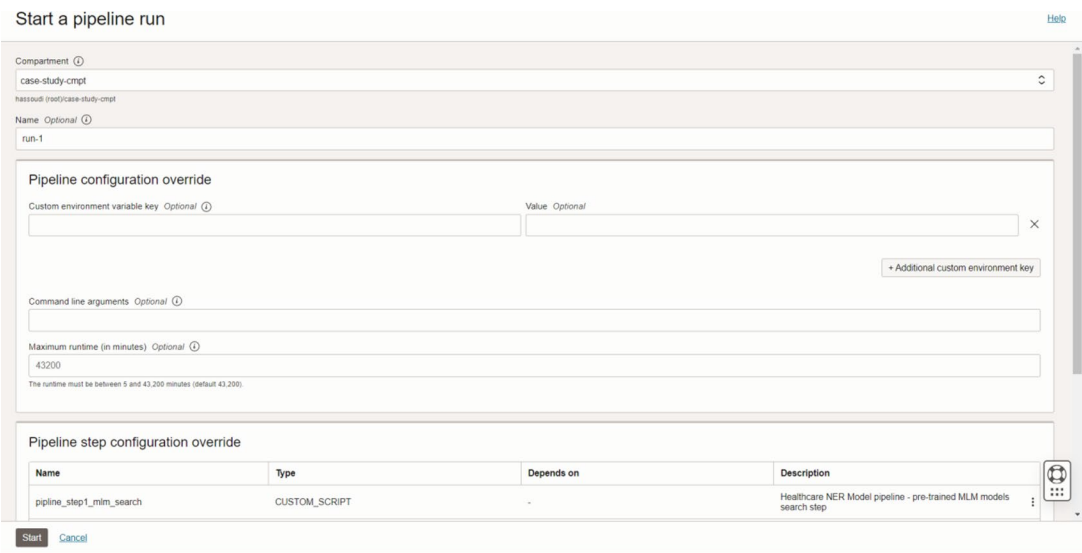 Start a pipeline run
Help
Compartment
case-study-cmpt
hassoudi (root)/case-study-cmpt
Name Optional
run-1
Pipeline configuration override
Custom environment variable key Optional
Value Optional
+ Additional custom environment key
Command line arguments Optional
Maximum runtime (in minutes) Optional
43200
The runtime must be between 5 and 43,200 minutes (default 43,200).
Pipeline step configuration override
Name Type Depends on Description
pipline_step1_mlm_search CUSTOM_SCRIPT - Healthcare NER Model pipeline - pre-trained MLM models
search step
Start Cancel